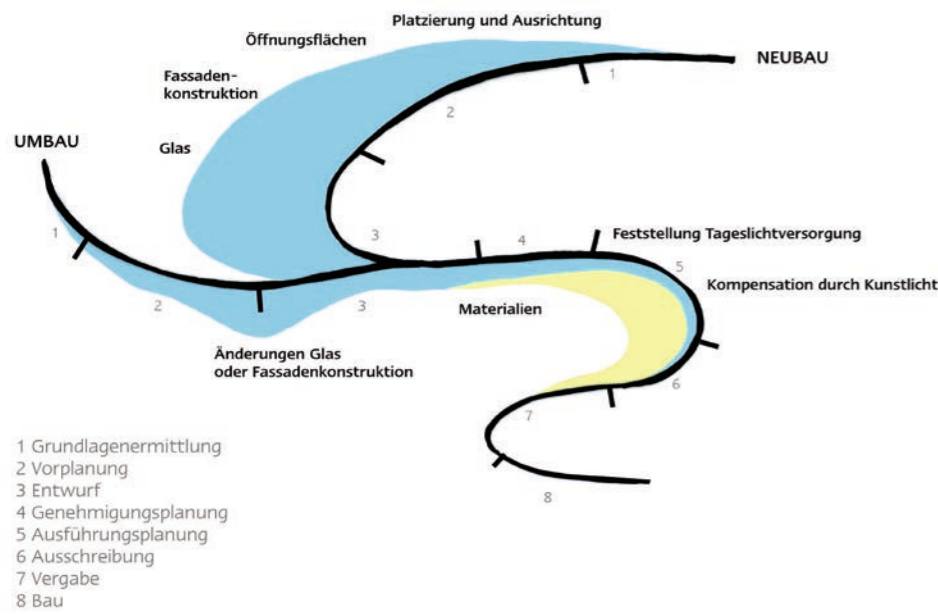 Platzierung und Ausrichtung
Öffnungsflächen
NEUBAU
1
Fassaden-
konstruktion
2
UMBAU
Glas
1
3
4
Feststellung Tageslichtversorgung
5
Kompensation durch Kunstlicht
2
3
Materialien
Änderungen Glas
oder Fassadenkonstruktion
6
7
8
1 Grundlagenermittlung
2 Vorplanung
3 Entwurf
4 Genehmigungsplanung
5 Ausführungsplanung
6 Ausschreibung
7 Vergabe
8 Bau